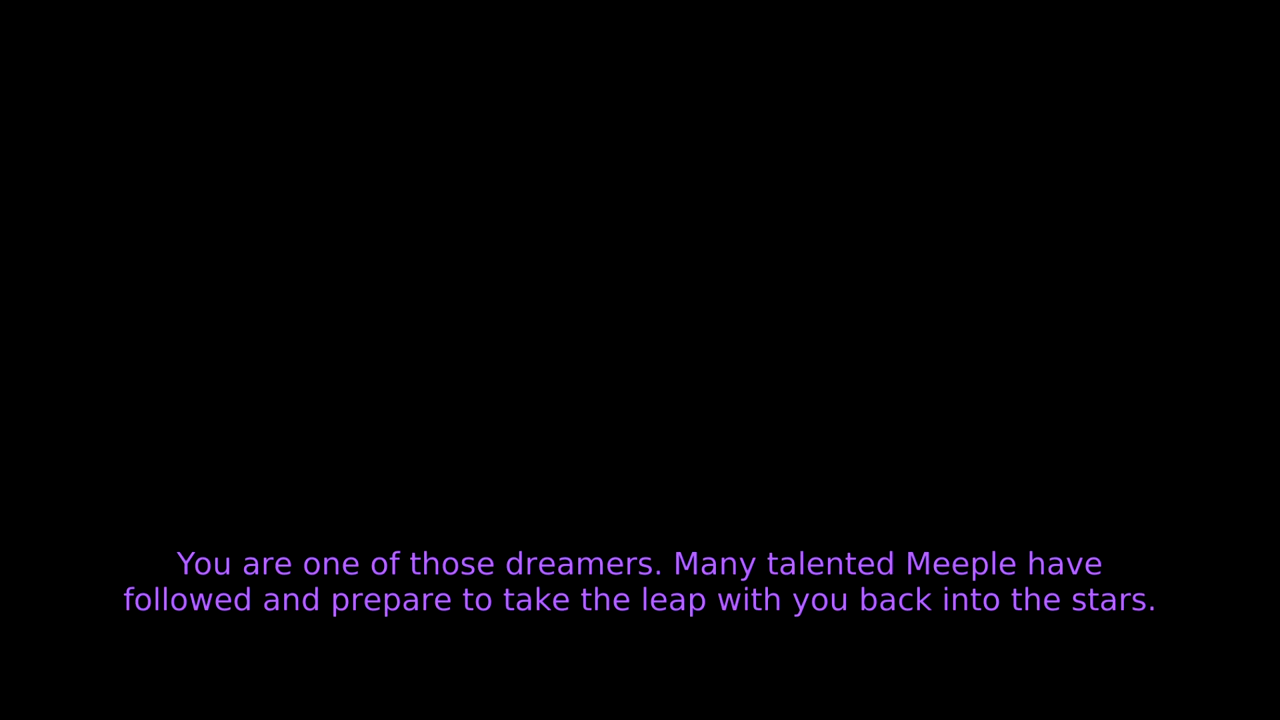 You are one of those dreamers. Many talented Meeple have
followed and prepare to take the leap with you back into the stars.